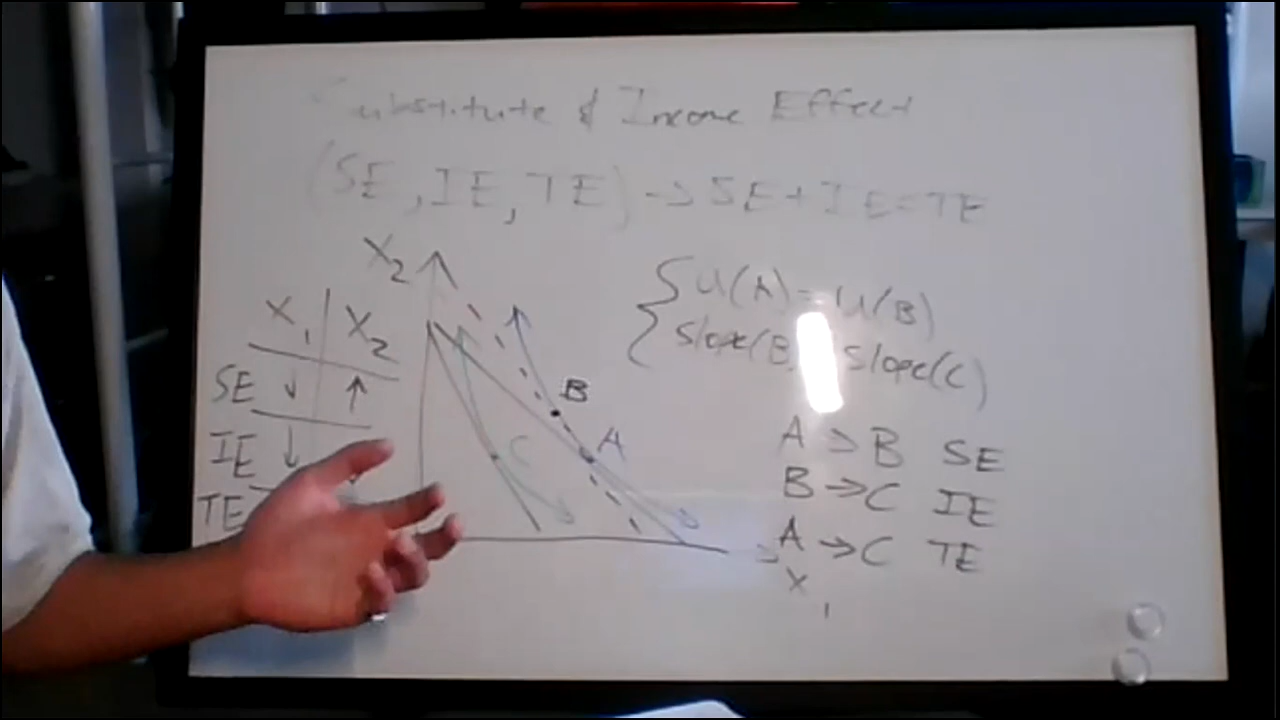 Substitute & Income Effect
(SE, IE, TE) → SE + IE = TE
X₂
{ U(A) = U(B)
Slope(B) Slope(C)
X₁ X₂
SE ↓ ↑
IE ↓
TE
B
A
C
A → B SE
B → C IE
A → C TE
X₁